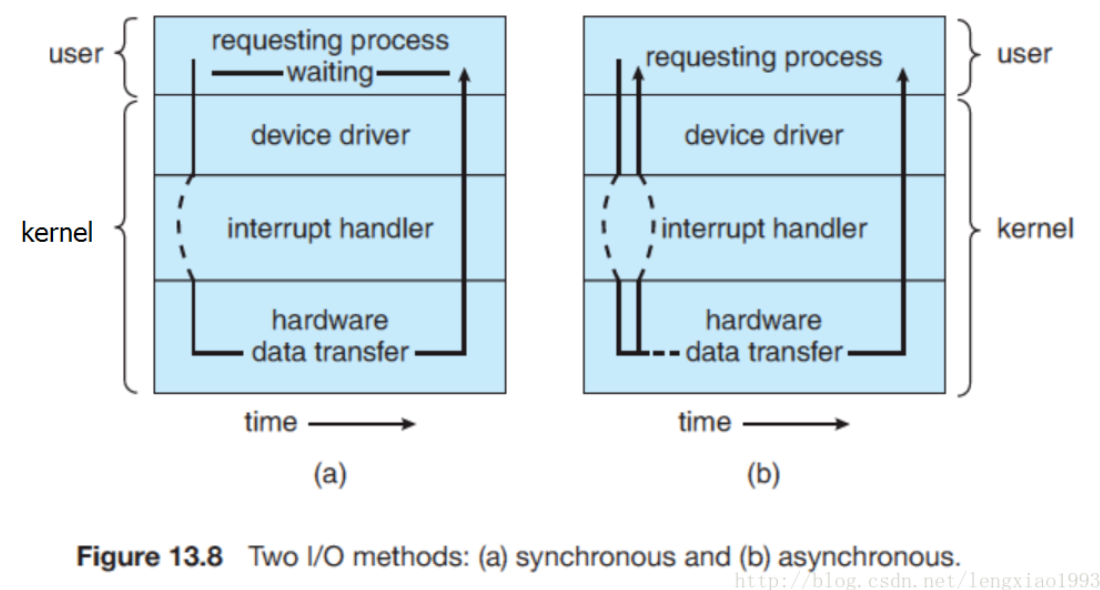 user
requesting process
waiting
device driver
kernel
interrupt handler
hardware
data transfer
time
(a)
requesting process
user
device driver
interrupt handler
kernel
hardware
data transfer
time
(b)
Figure 13.8 Two I/O methods: (a) synchronous and (b) asynchronous.
http://blog.csdn.net/lengxiao1993